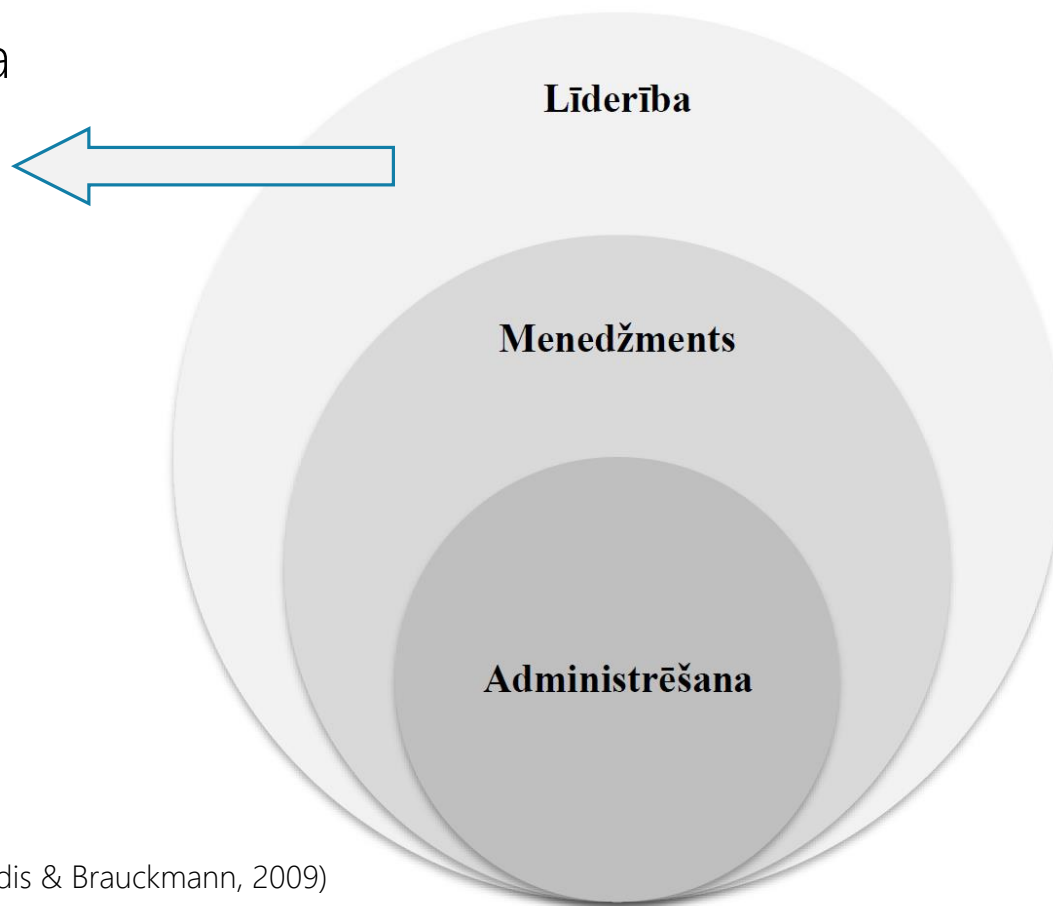 a
Līderība
Menedžments
Administrēšana
dis & Brauckmann, 2009)